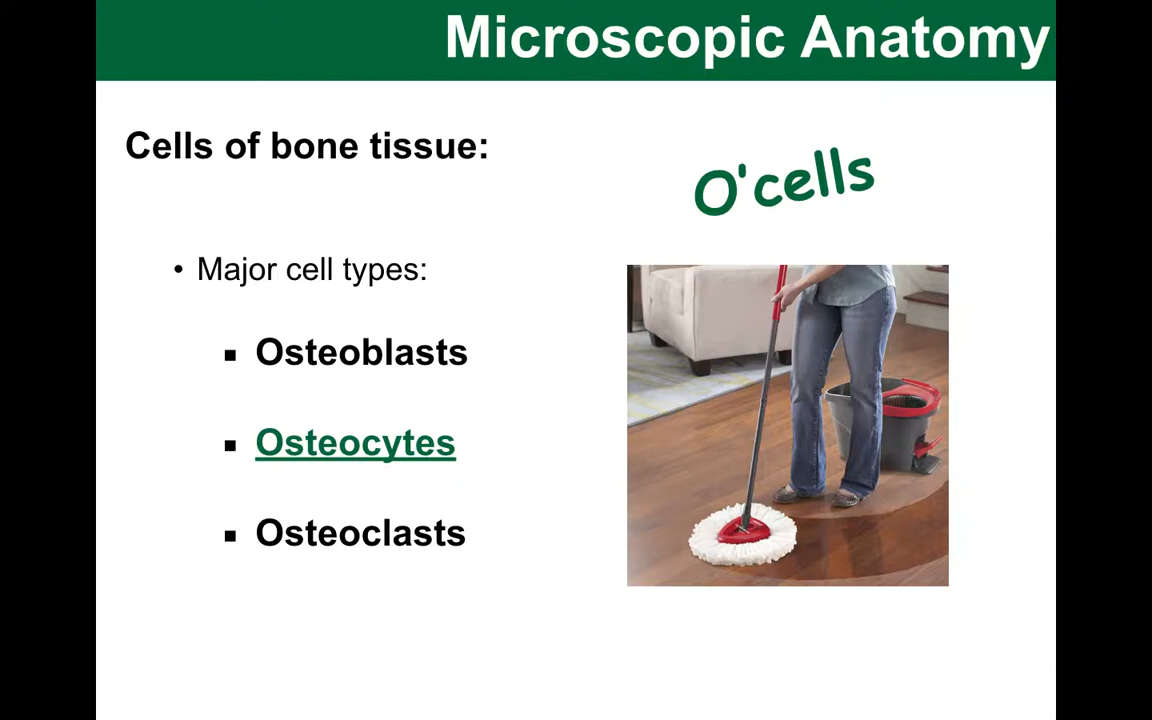 Microscopic Anatomy
Cells of bone tissue:
O'cells
• Major cell types:
▪ Osteoblasts
▪ Osteocytes
▪ Osteoclasts